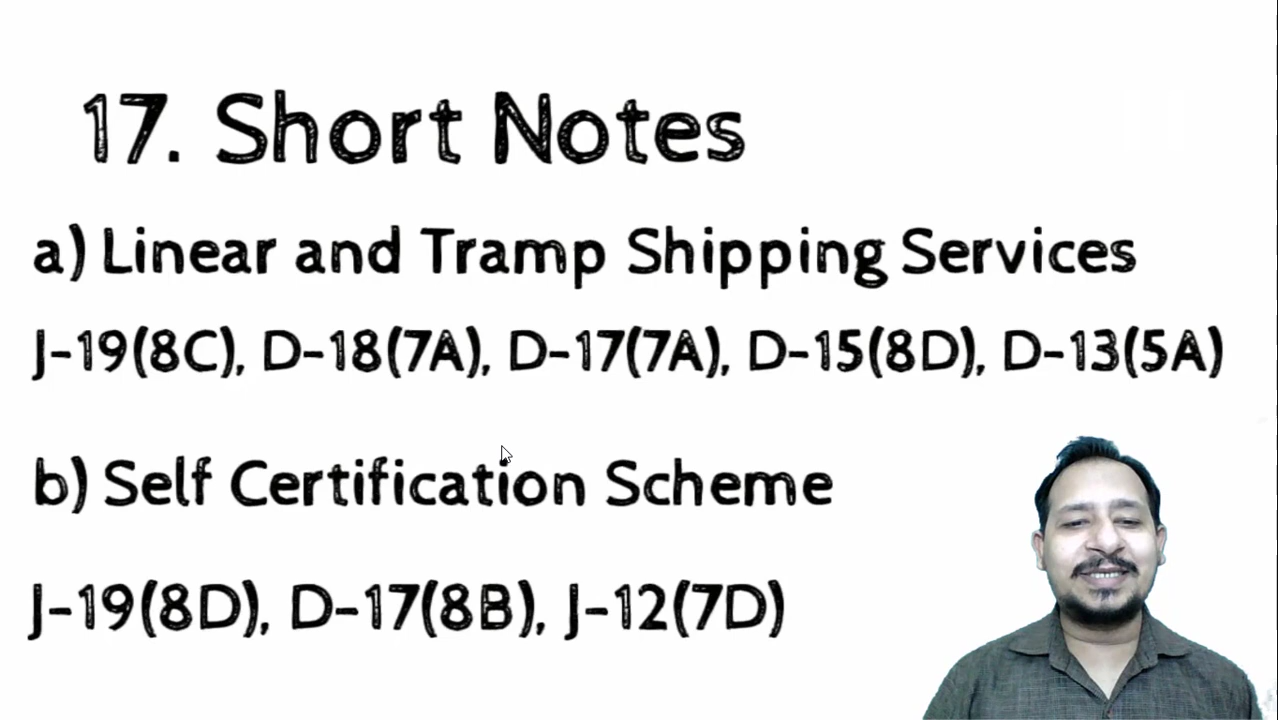 17. Short Notes
a) Linear and Tramp Shipping Services
J-19(8C), D-18(7A), D-17(7A), D-15(8D), D-13(5A)
b) Self Certification Scheme
J-19(8D), D-17(8B), J-12(7D)